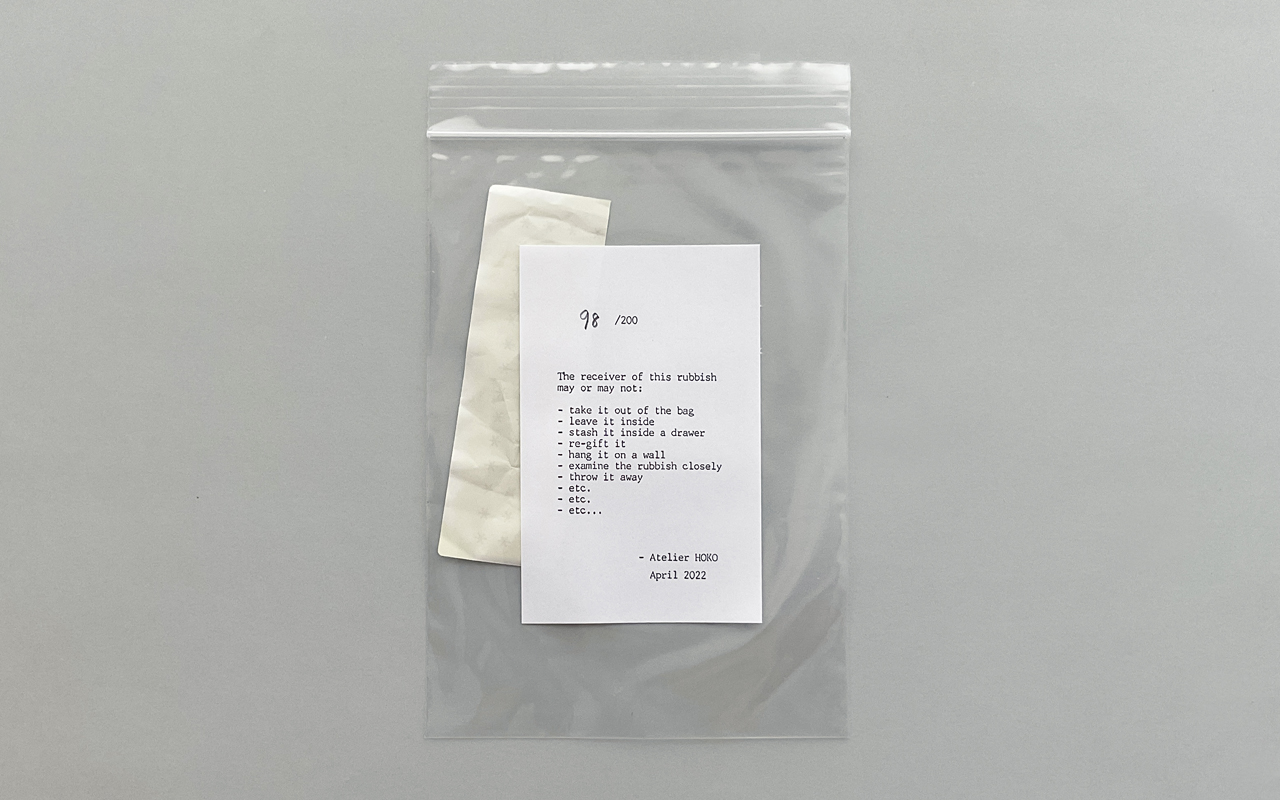 98 /200
The receiver of this rubbish
may or may not:
- take it out of the bag
- leave it inside
- stash it inside a drawer
- re-gift it
- hang it on a wall
- examine the rubbish closely
- throw it away
- etc.
- etc.
- etc...
- Atelier HOKO
April 2022